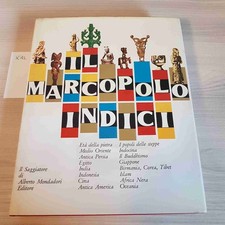 IL
MARCOPOLO
INDICI
Età della pietra
Medio Oriente
Antica Persia
Egitto
India
Indonesia
Cina
Antica America
I popoli delle steppe
Indocina
Il Buddhismo
Giappone
Birmania, Corea, Tibet
Islam
Africa Nera
Oceania
Il Saggiatore
di
Alberto Mondadori
Editore